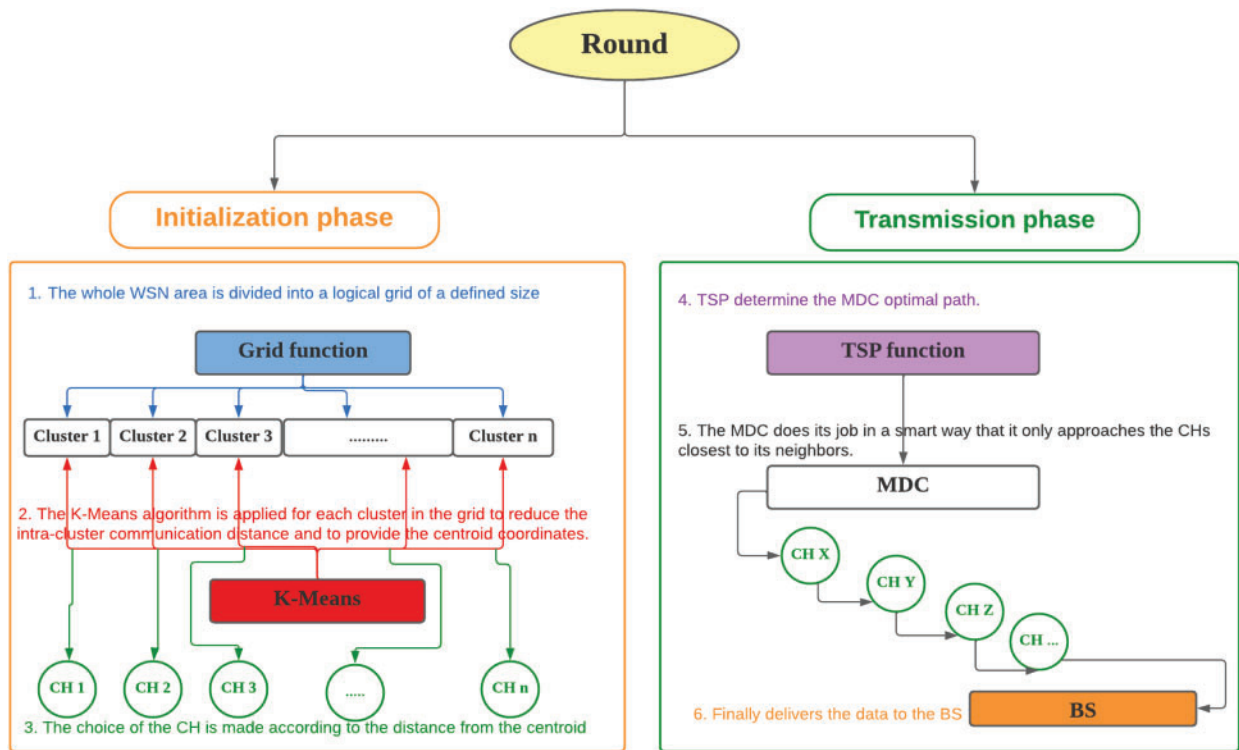 Round
Initialization phase
1. The whole WSN area is divided into a logical grid of a defined size
Grid function
Cluster 1
Cluster 2
Cluster 3
.........
Cluster n
2. The K-Means algorithm is applied for each cluster in the grid to reduce the
intra-cluster communication distance and to provide the centroid coordinates.
K-Means
CH 1
CH 2
CH 3
.....
CH n
3. The choice of the CH is made according to the distance from the centroid
Transmission phase
4. TSP determine the MDC optimal path.
TSP function
5. The MDC does its job in a smart way that it only approaches the CHs
closest to its neighbors.
MDC
CH X
CH Y
CH Z
CH ...
6. Finally delivers the data to the BS
BS